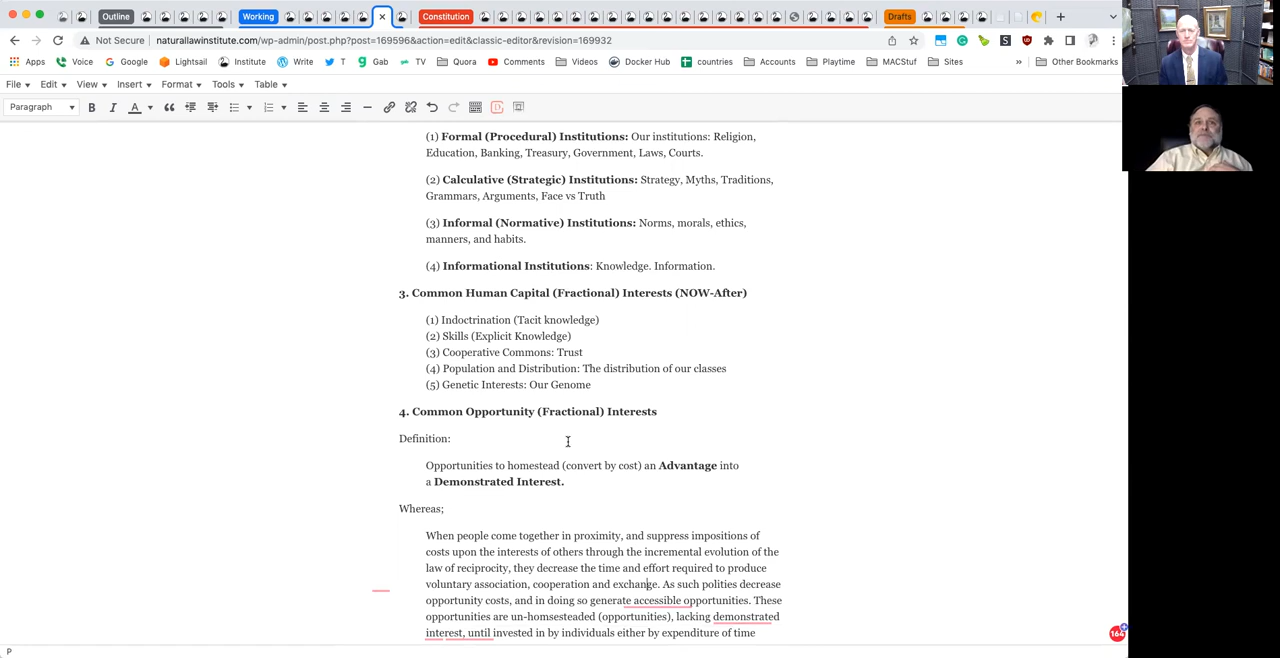 Outline
Working
Constitution
Drafts
Not Secure
naturallawinstitute.com/wp-admin/post.php?post=169596&action=edit&classic-editor&revision=169932
Apps Voice Google Lightsail Institute Write T Gab TV Quora Comments Videos Docker Hub countries Accounts Playtime MACStuf Sites » Other Bookmarks
File Edit View Insert Format Tools Table
Paragraph B I A
(1) Formal (Procedural) Institutions: Our institutions: Religion,
Education, Banking, Treasury, Government, Laws, Courts.
(2) Calculative (Strategic) Institutions: Strategy, Myths, Traditions,
Grammars, Arguments, Face vs Truth
(3) Informal (Normative) Institutions: Norms, morals, ethics,
manners, and habits.
(4) Informational Institutions: Knowledge. Information.
3. Common Human Capital (Fractional) Interests (NOW-After)
(1) Indoctrination (Tacit knowledge)
(2) Skills (Explicit Knowledge)
(3) Cooperative Commons: Trust
(4) Population and Distribution: The distribution of our classes
(5) Genetic Interests: Our Genome
4. Common Opportunity (Fractional) Interests
Definition:
Opportunities to homestead (convert by cost) an Advantage into
a Demonstrated Interest.
Whereas;
When people come together in proximity, and suppress impositions of
costs upon the interests of others through the incremental evolution of the
law of reciprocity, they decrease the time and effort required to produce
voluntary association, cooperation and exchange. As such polities decrease
opportunity costs, and in doing so generate accessible opportunities. These
opportunities are un-homsesteaded (opportunities), lacking demonstrated
interest, until invested in by individuals either by expenditure of time
164
P